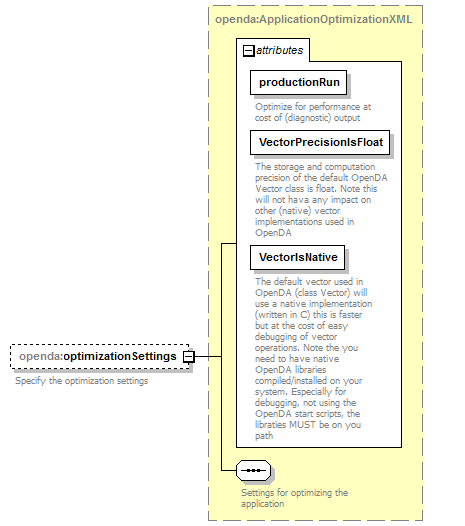 openda:ApplicationOptimizationXML
attributes
productionRun
Optimize for performance at
cost of (diagnostic) output
VectorPrecisionIsFloat
The storage and computation
precision of the default OpenDA
Vector class is float. Note this
will not hava any impact on
other (native) vector
implementations used in
OpenDA
VectorIsNative
The default vector used in
OpenDA (class Vector) will
use a native implementation
(written in C) this is faster
but at the cost of easy
debugging of vector
operations. Note the you
need to have native
OpenDA libraries
compiled/installed on your
system. Especially for
debugging, not using the
OpenDA start scripts, the
libraties MUST be on you
path
openda:optimizationSettings
Specify the optimization settings
Settings for optimizing the
application